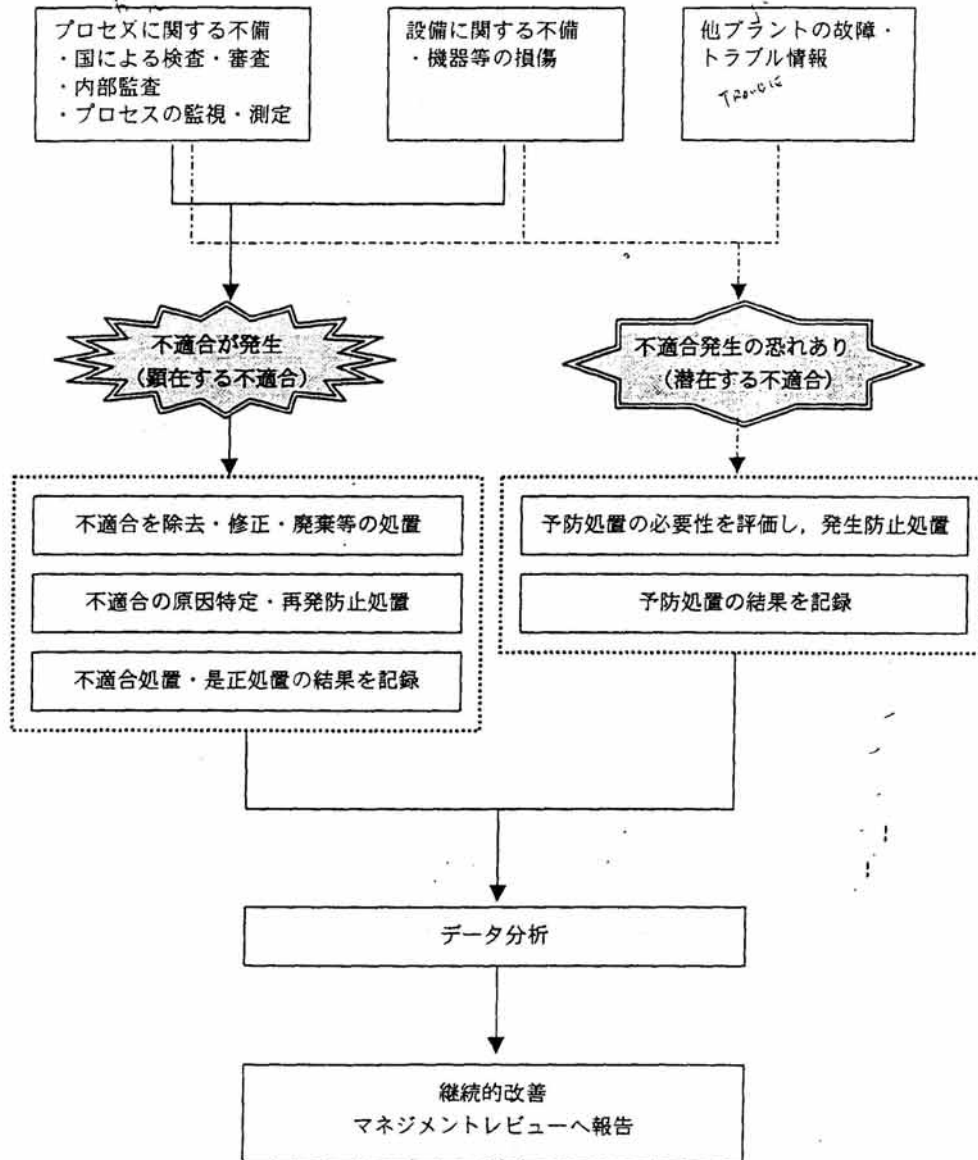 プロセスに関する不備
・国による検査・審査
・内部監査
・プロセスの監視・測定
設備に関する不備
・機器等の損傷
他プラントの故障・
トラブル情報
TROUBLE
不適合が発生
(顕在する不適合)
不適合発生の恐れあり
(潜在する不適合)
不適合を除去・修正・廃棄等の処置
不適合の原因特定・再発防止処置
不適合処置・是正処置の結果を記録
予防処置の必要性を評価し，発生防止処置
予防処置の結果を記録
データ分析
継続的改善
マネジメントレビューへ報告